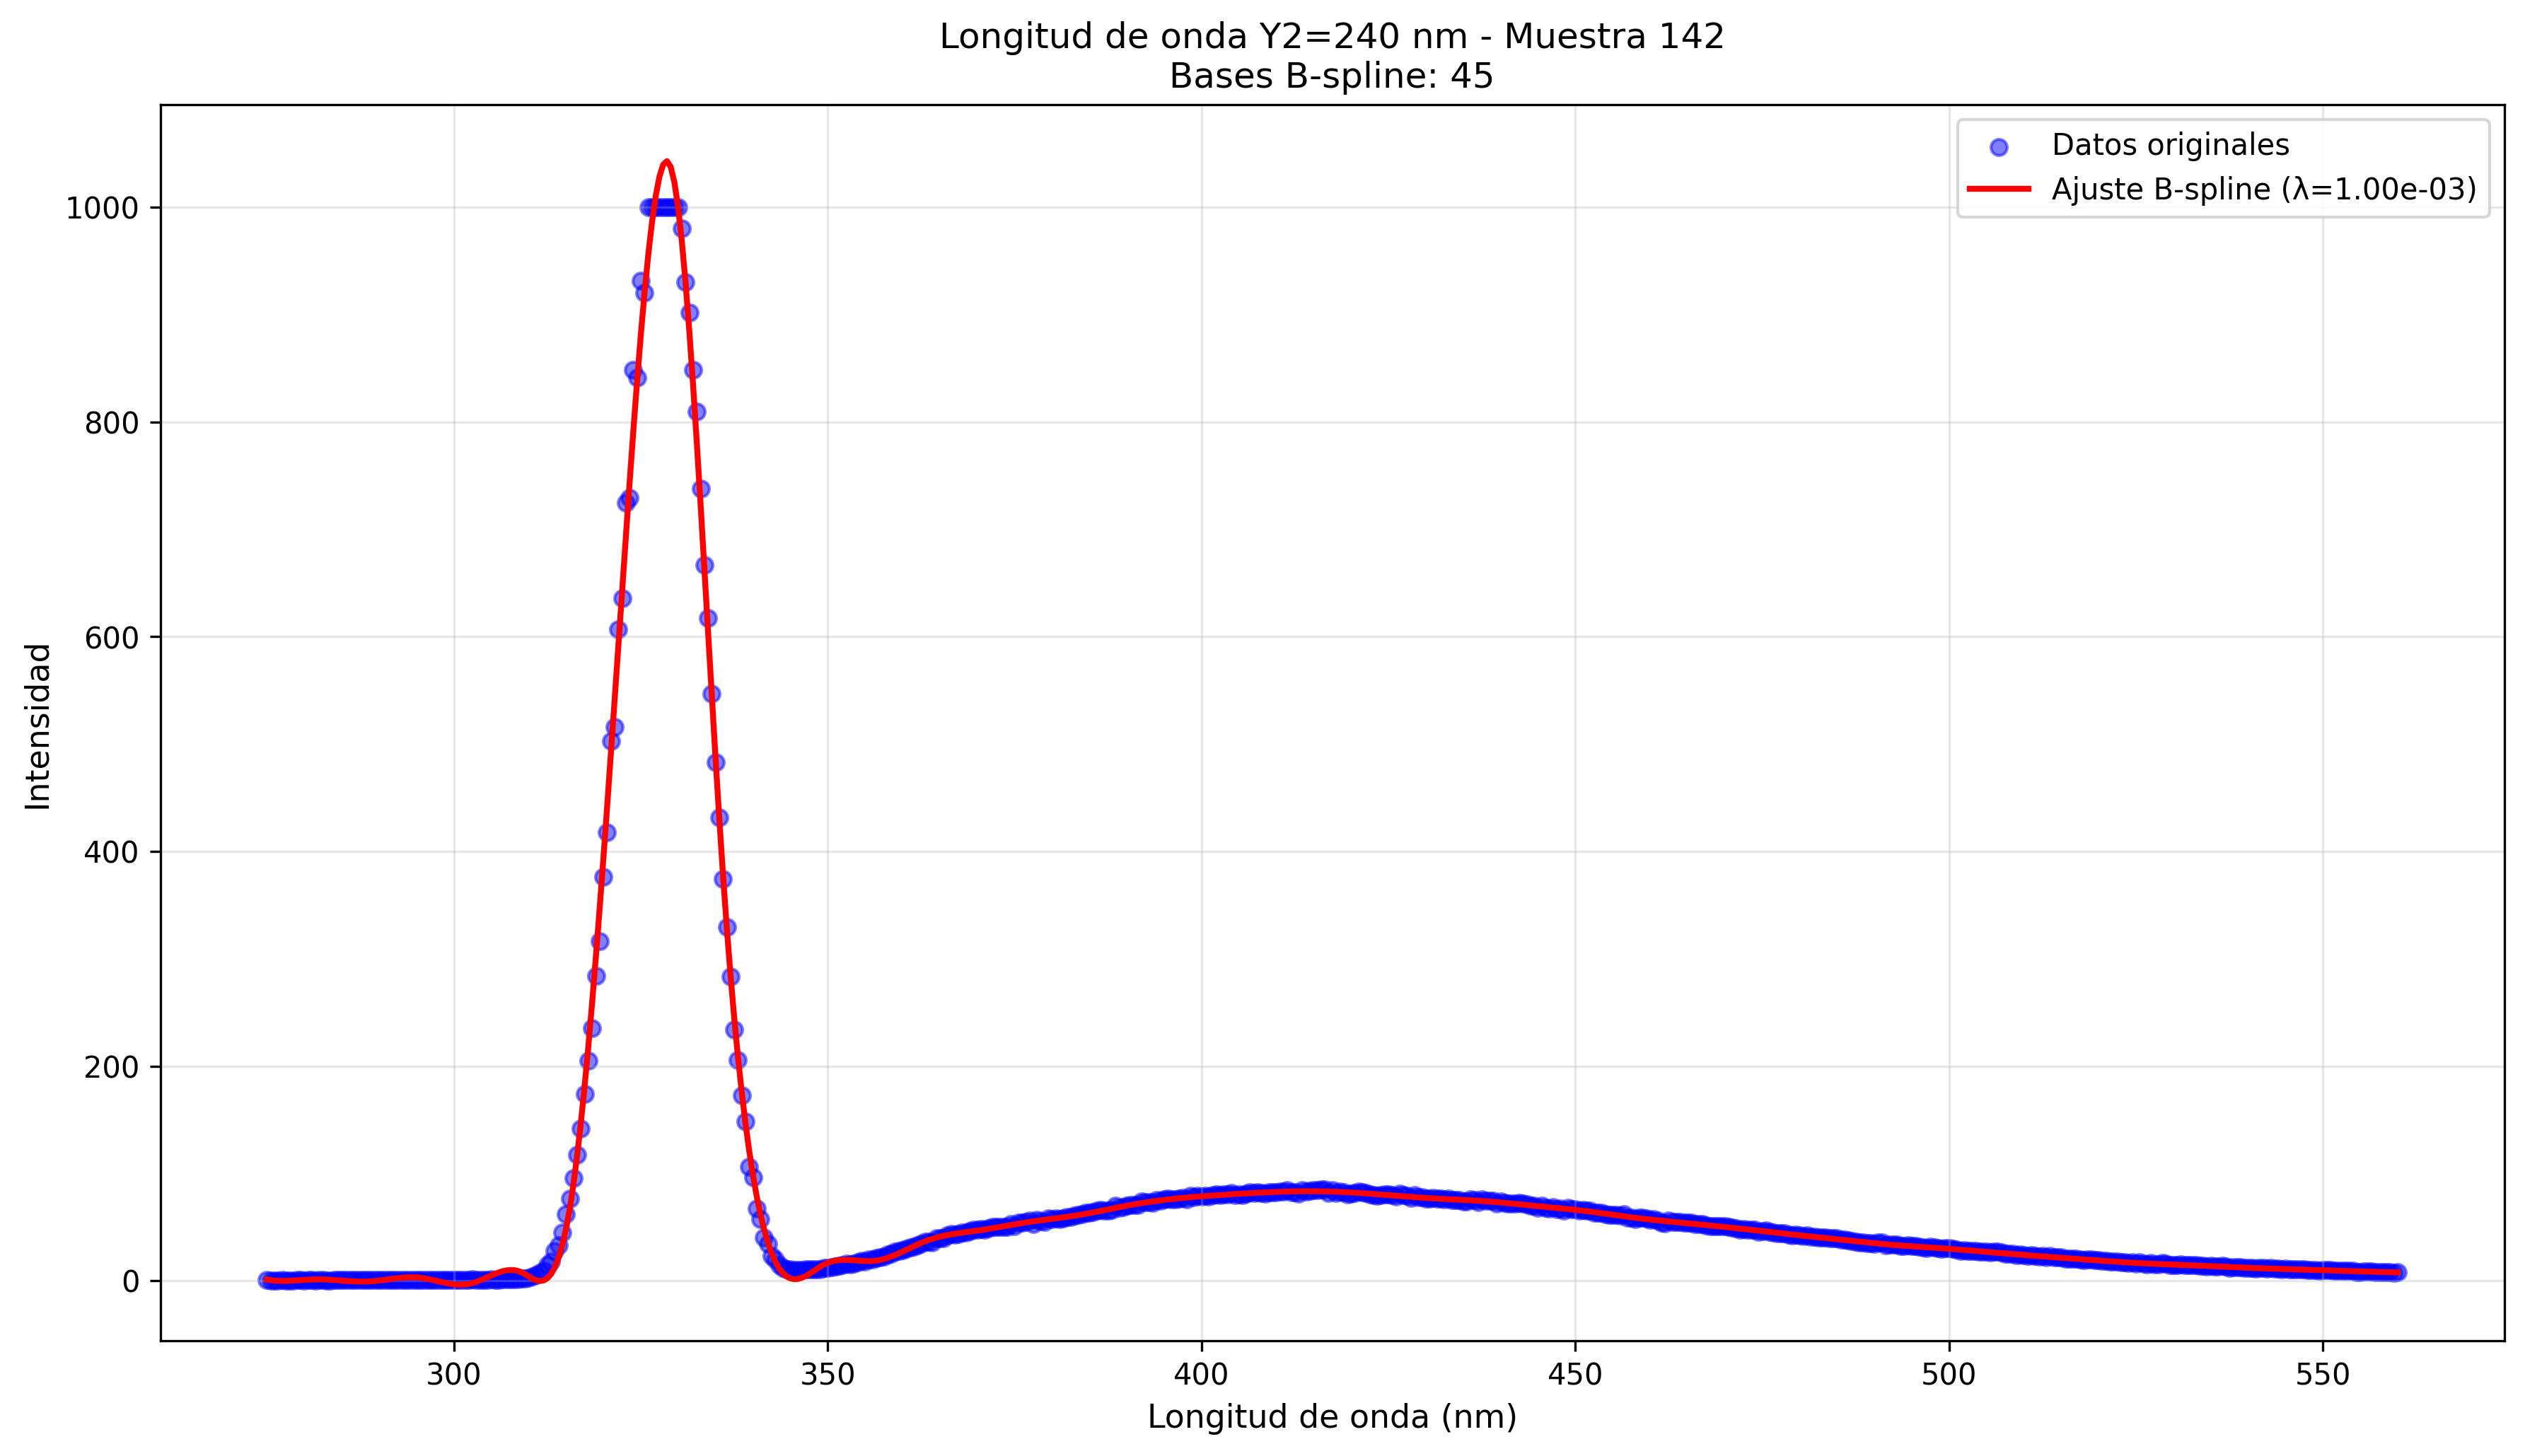 Longitud de onda Y2=240 nm - Muestra 142
Bases B-spline: 45
Datos originales
Ajuste B-spline (λ=1.00e-03)
Intensidad
1000
800
600
400
200
0
300
350
400
450
500
550
Longitud de onda (nm)